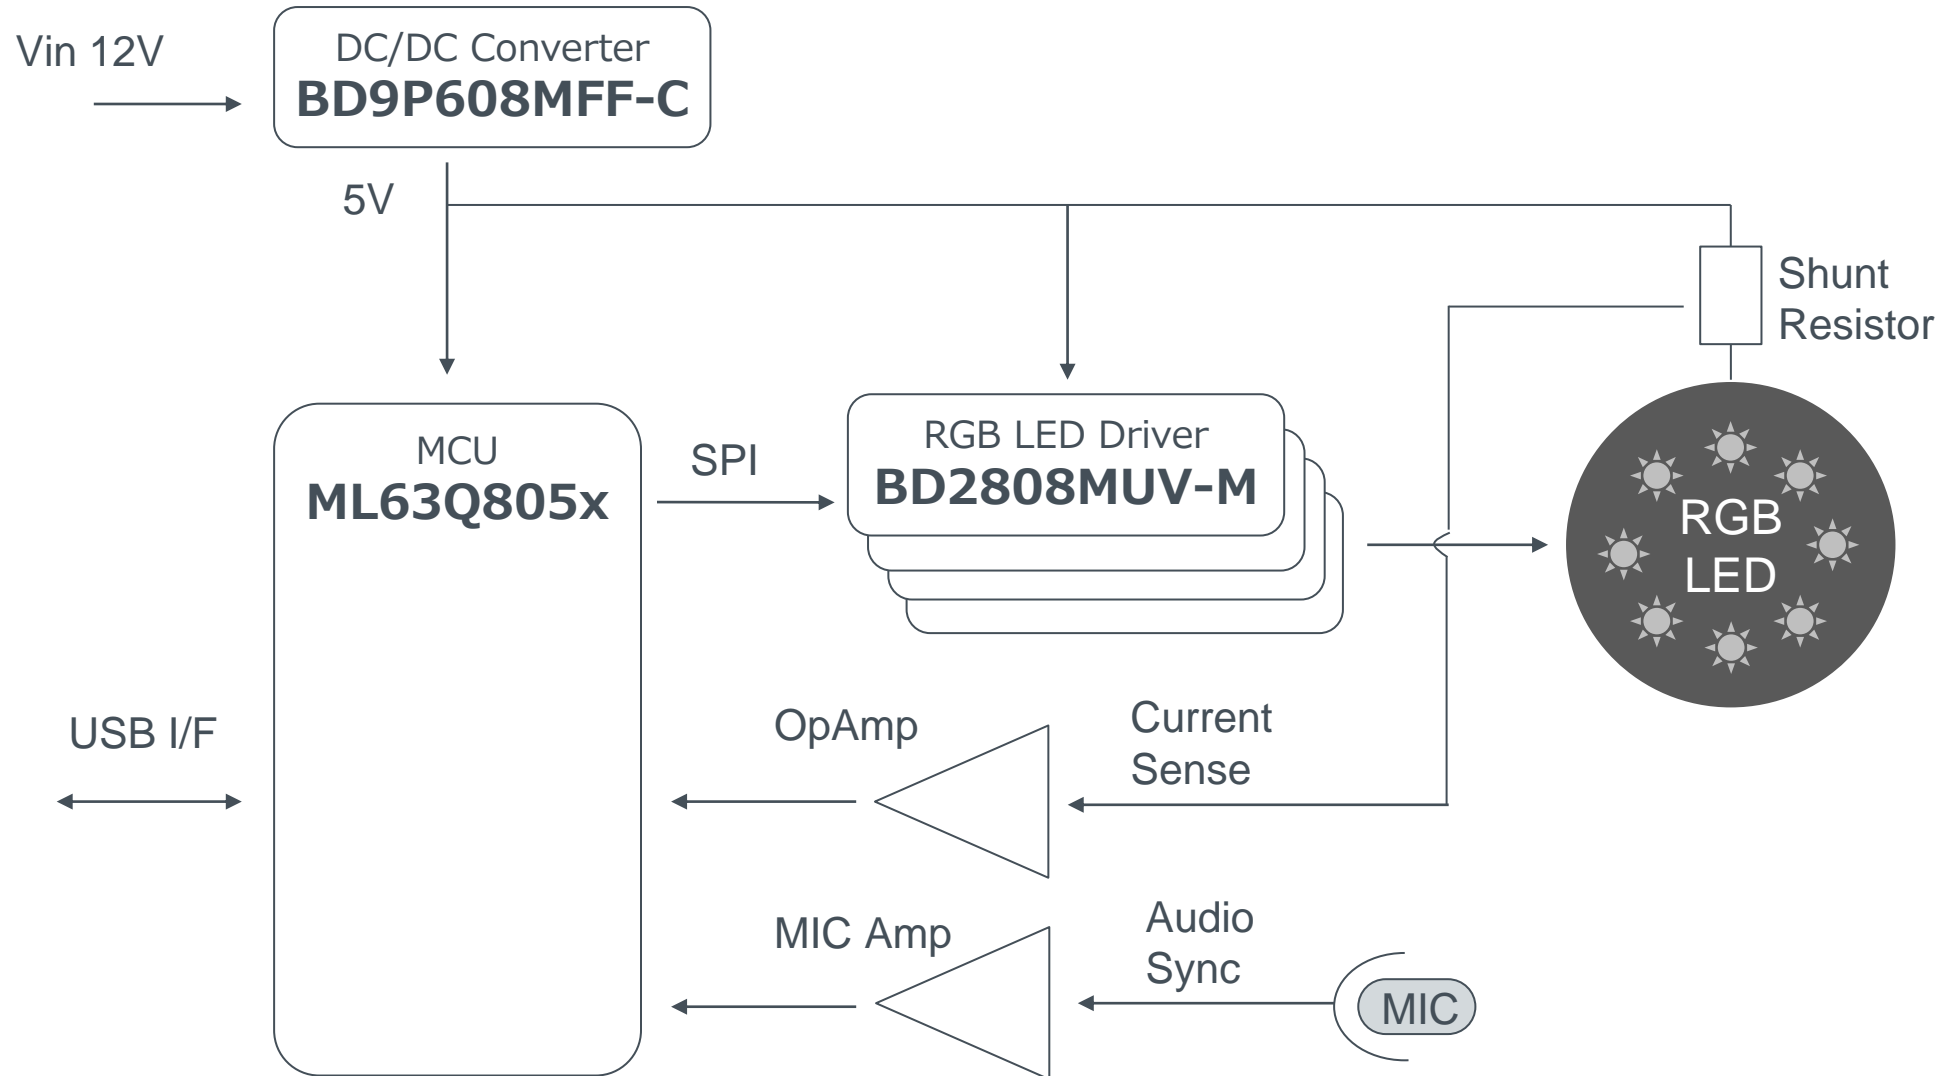 Vin 12V
DC/DC Converter
BD9P608MFF-C
5V
Shunt
Resistor
MCU
ML63Q805x
SPI
RGB LED Driver
BD2808MUV-M
RGB
LED
USB I/F
OpAmp
Current
Sense
MIC Amp
Audio
Sync
MIC